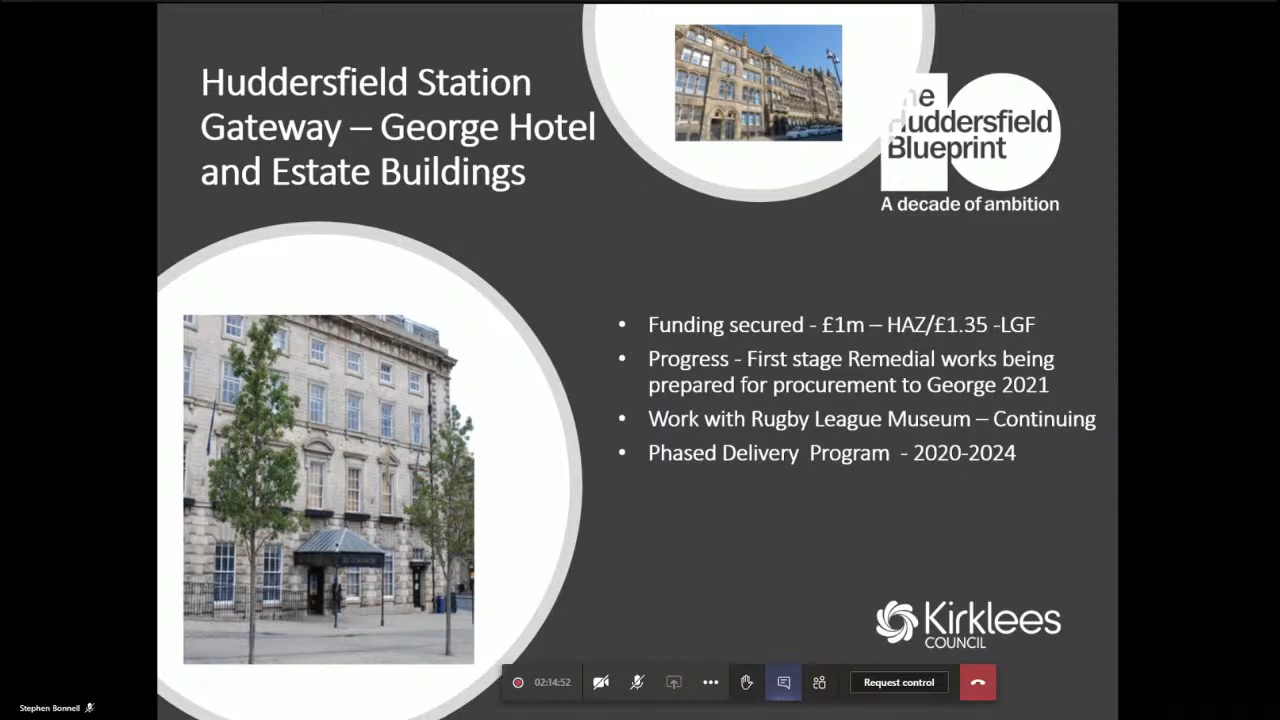 Huddersfield Station
Gateway – George Hotel
and Estate Buildings
Huddersfield
Blueprint
A decade of ambition
• Funding secured - £1m – HAZ/£1.35 -LGF
• Progress - First stage Remedial works being
prepared for procurement to George 2021
• Work with Rugby League Museum – Continuing
• Phased Delivery Program - 2020-2024
Kirklees
COUNCIL
02:14:52
Request control
Stephen Bonnell